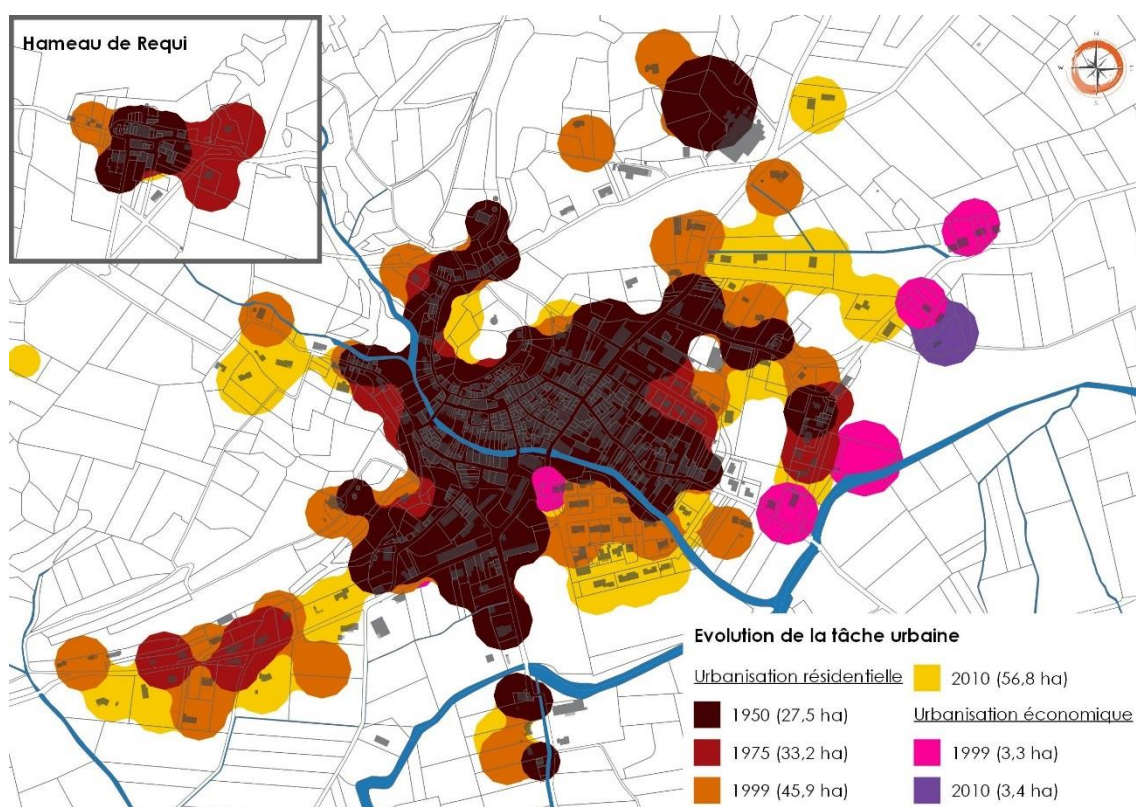 Hameau de Requi
N
W
E
S
Evolution de la tâche urbaine
Urbanisation résidentielle
1950 (27,5 ha)
1975 (33,2 ha)
1999 (45,9 ha)
2010 (56,8 ha)
Urbanisation économique
1999 (3,3 ha)
2010 (3,4 ha)